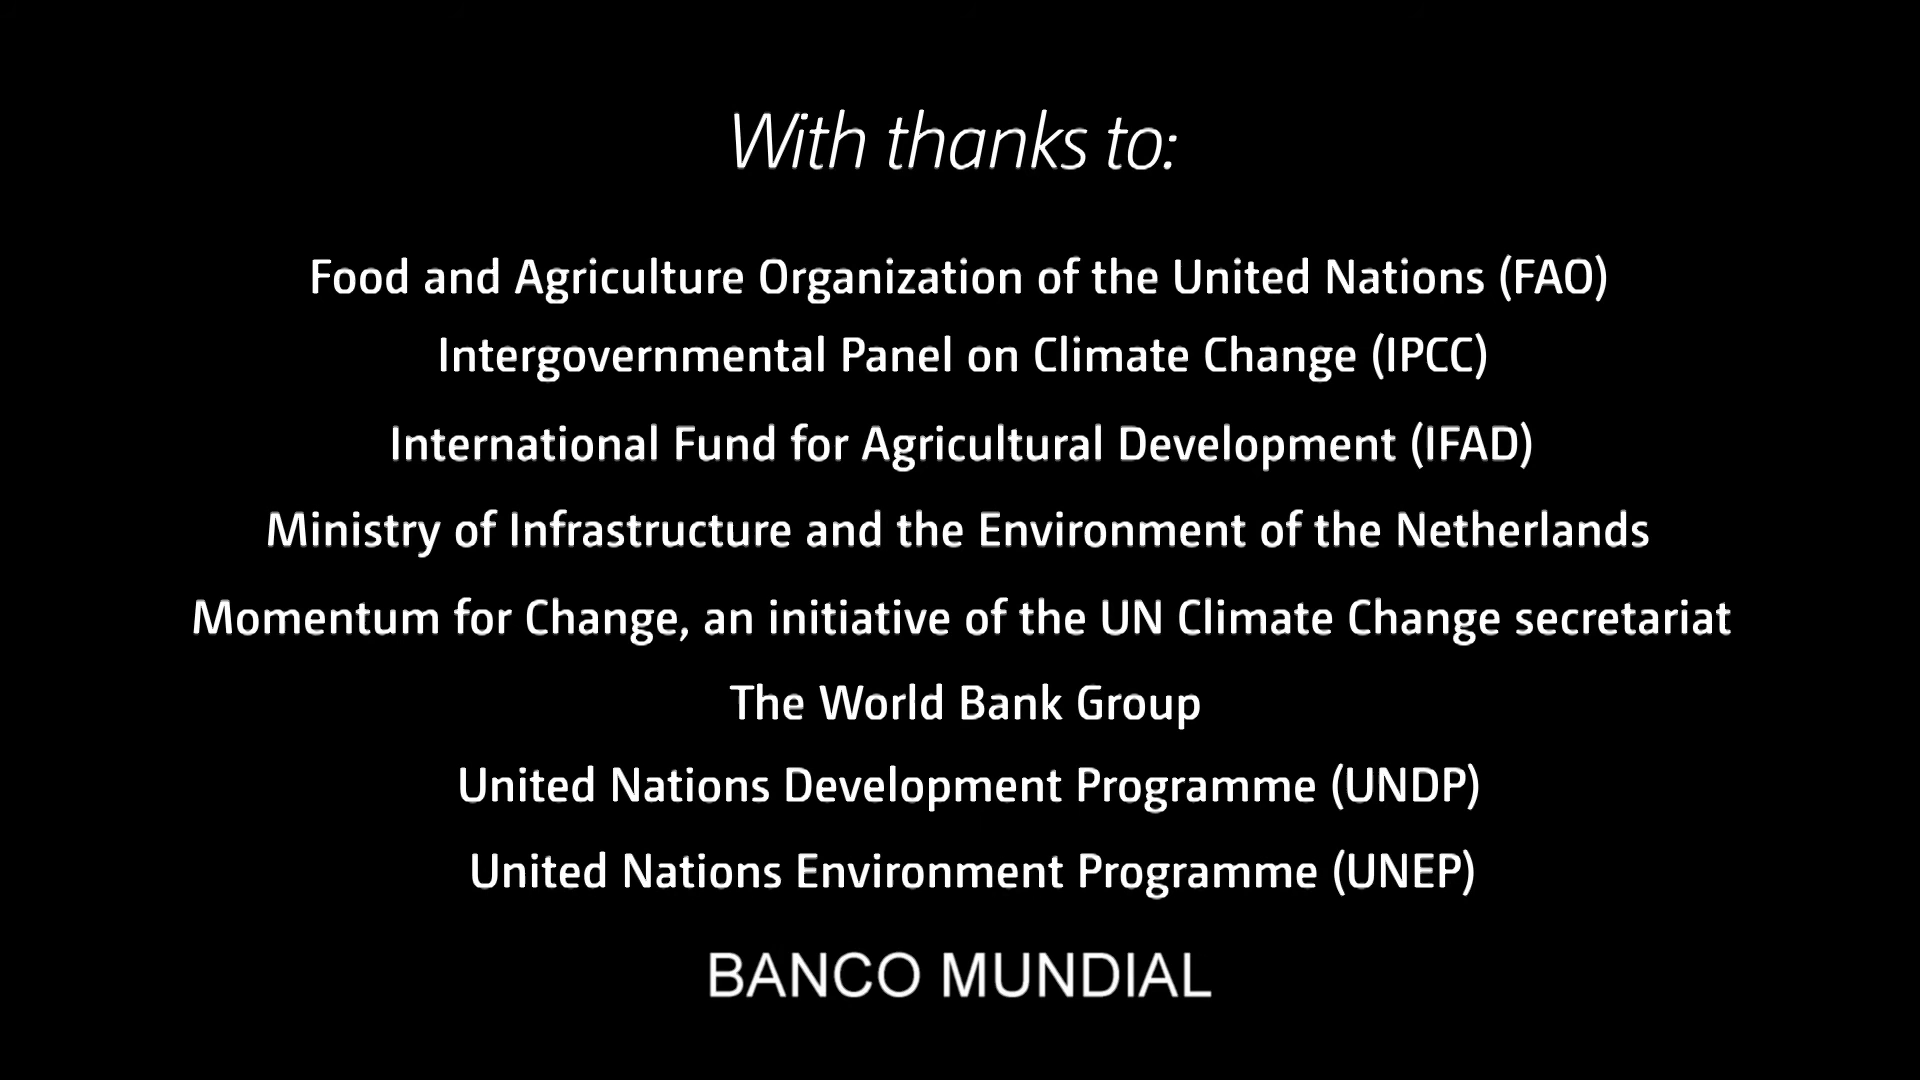 With thanks to:
Food and Agriculture Organization of the United Nations (FAO)
Intergovernmental Panel on Climate Change (IPCC)
International Fund for Agricultural Development (IFAD)
Ministry of Infrastructure and the Environment of the Netherlands
Momentum for Change, an initiative of the UN Climate Change secretariat
The World Bank Group
United Nations Development Programme (UNDP)
United Nations Environment Programme (UNEP)
BANCO MUNDIAL